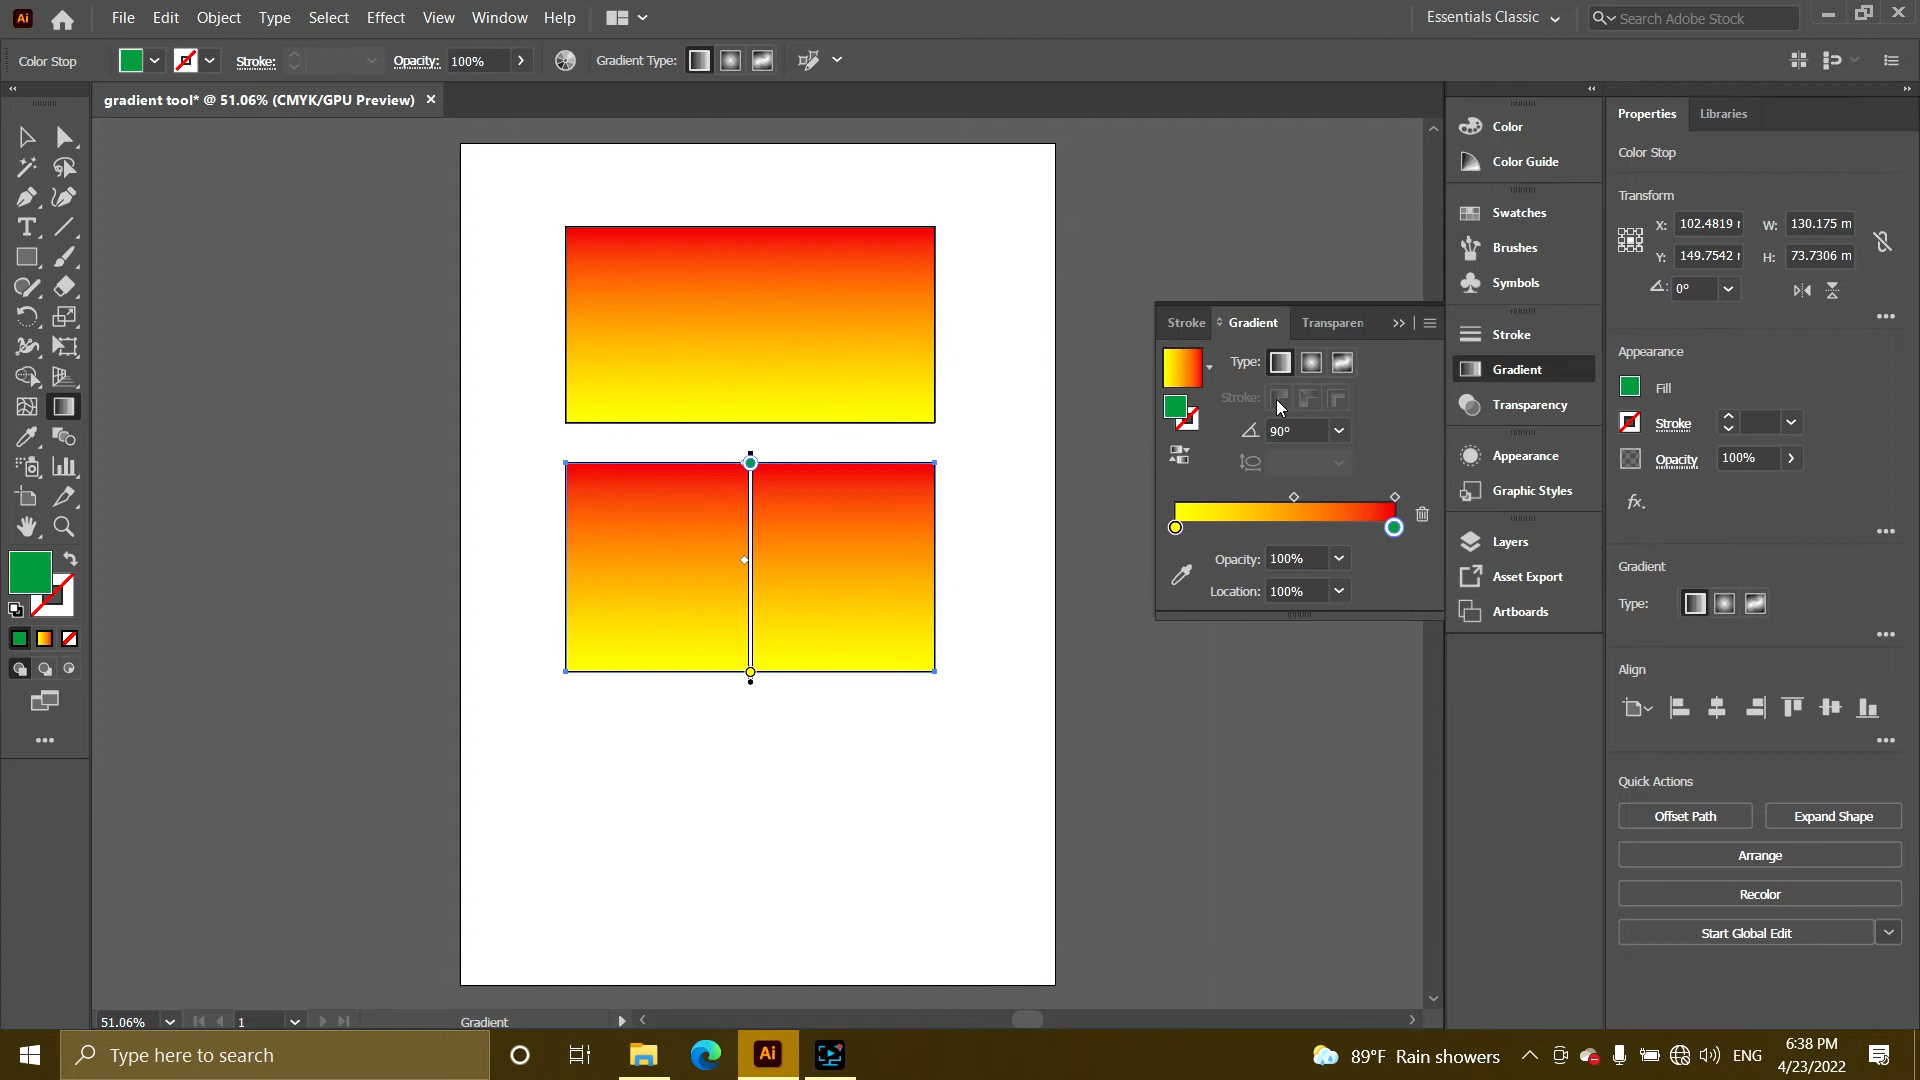 Ai File Edit Object Type Select Effect View Window Help Essentials Classic Search Adobe Stock
Color Stop Stroke: Opacity: 100% Gradient Type:
gradient tool* @ 51.06% (CMYK/GPU Preview) ×
Stroke Gradient Transparen
Type:
Stroke:
90°
Opacity: 100%
Location: 100%
Color
Color Guide
Swatches
Brushes
Symbols
Stroke
Gradient
Transparency
Appearance
Graphic Styles
Layers
Asset Export
Artboards
Properties Libraries
Color Stop
Transform
X: 102.4819 W: 130.175 m
Y: 149.7542 H: 73.7306 m
0°
Appearance
Fill
Stroke
Opacity 100%
fx.
Gradient
Type:
Align
Quick Actions
Offset Path Expand Shape
Arrange
Recolor
Start Global Edit
51.06% 1 Gradient
Type here to search Ai 89°F Rain showers ENG 6:38 PM
4/23/2022